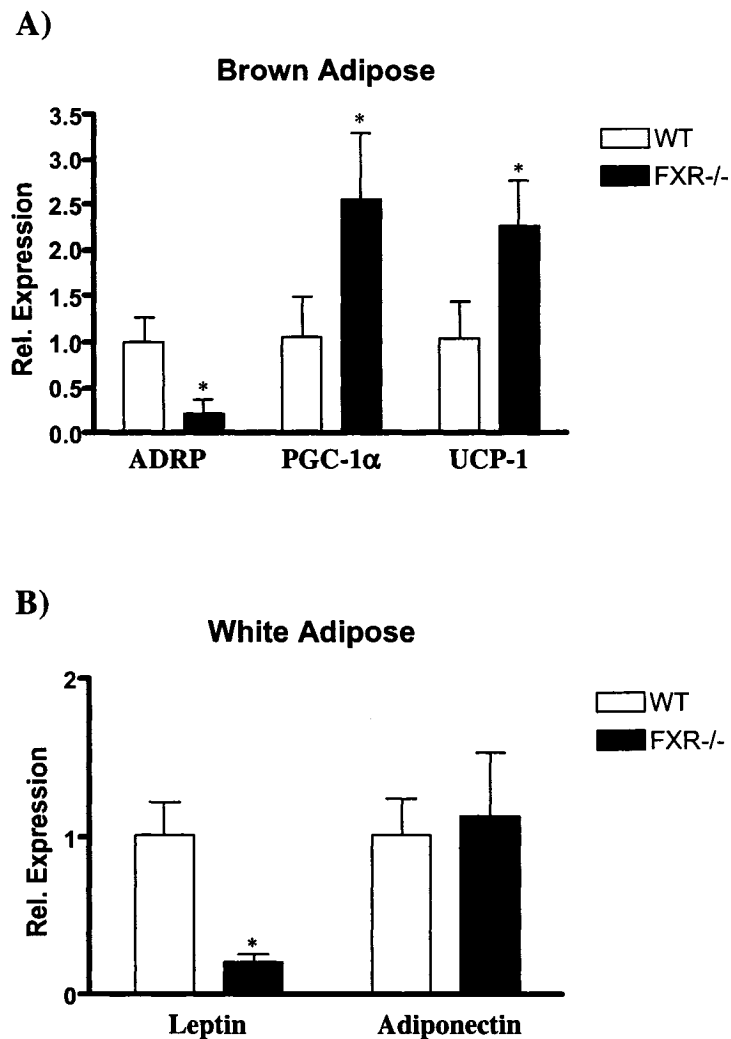 A)
Brown Adipose
Rel. Expression
3.5
3.0
2.5
2.0
1.5
1.0
0.5
0.0
*
*
*
ADRP PGC-1α UCP-1
WT
FXR-/-
B)
White Adipose
Rel. Expression
2
1
0
*
Leptin Adiponectin
WT
FXR-/-